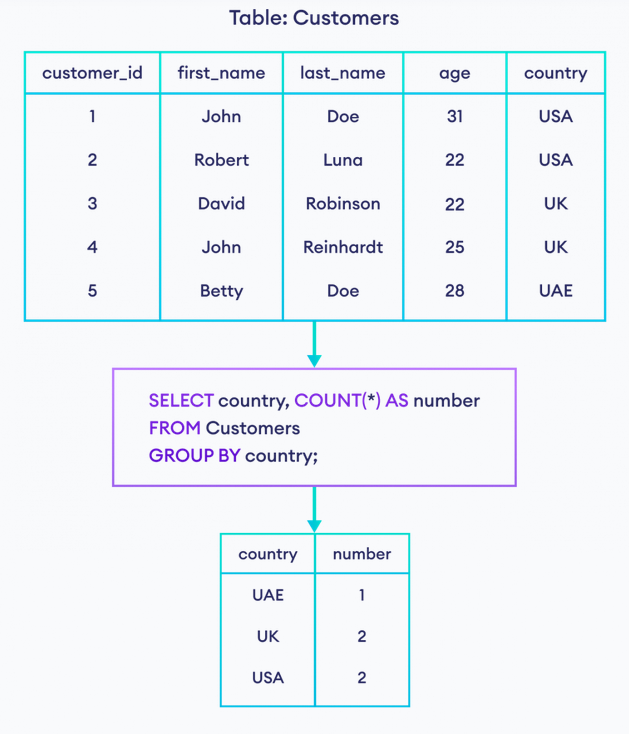 Table: Customers
customer_id first_name last_name age country
1 John Doe 31 USA
2 Robert Luna 22 USA
3 David Robinson 22 UK
4 John Reinhardt 25 UK
5 Betty Doe 28 UAE
SELECT country, COUNT(*) AS number
FROM Customers
GROUP BY country;
country number
UAE 1
UK 2
USA 2